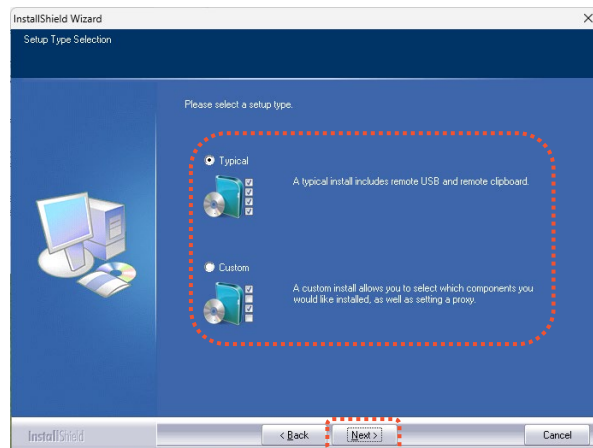 InstallShield Wizard
Setup Type Selection
Please select a setup type.
Typical
A typical install includes remote USB and remote clipboard.
Custom
A custom install allows you to select which components you
would like installed, as well as setting a proxy.
InstallShield
< Back
Next >
Cancel